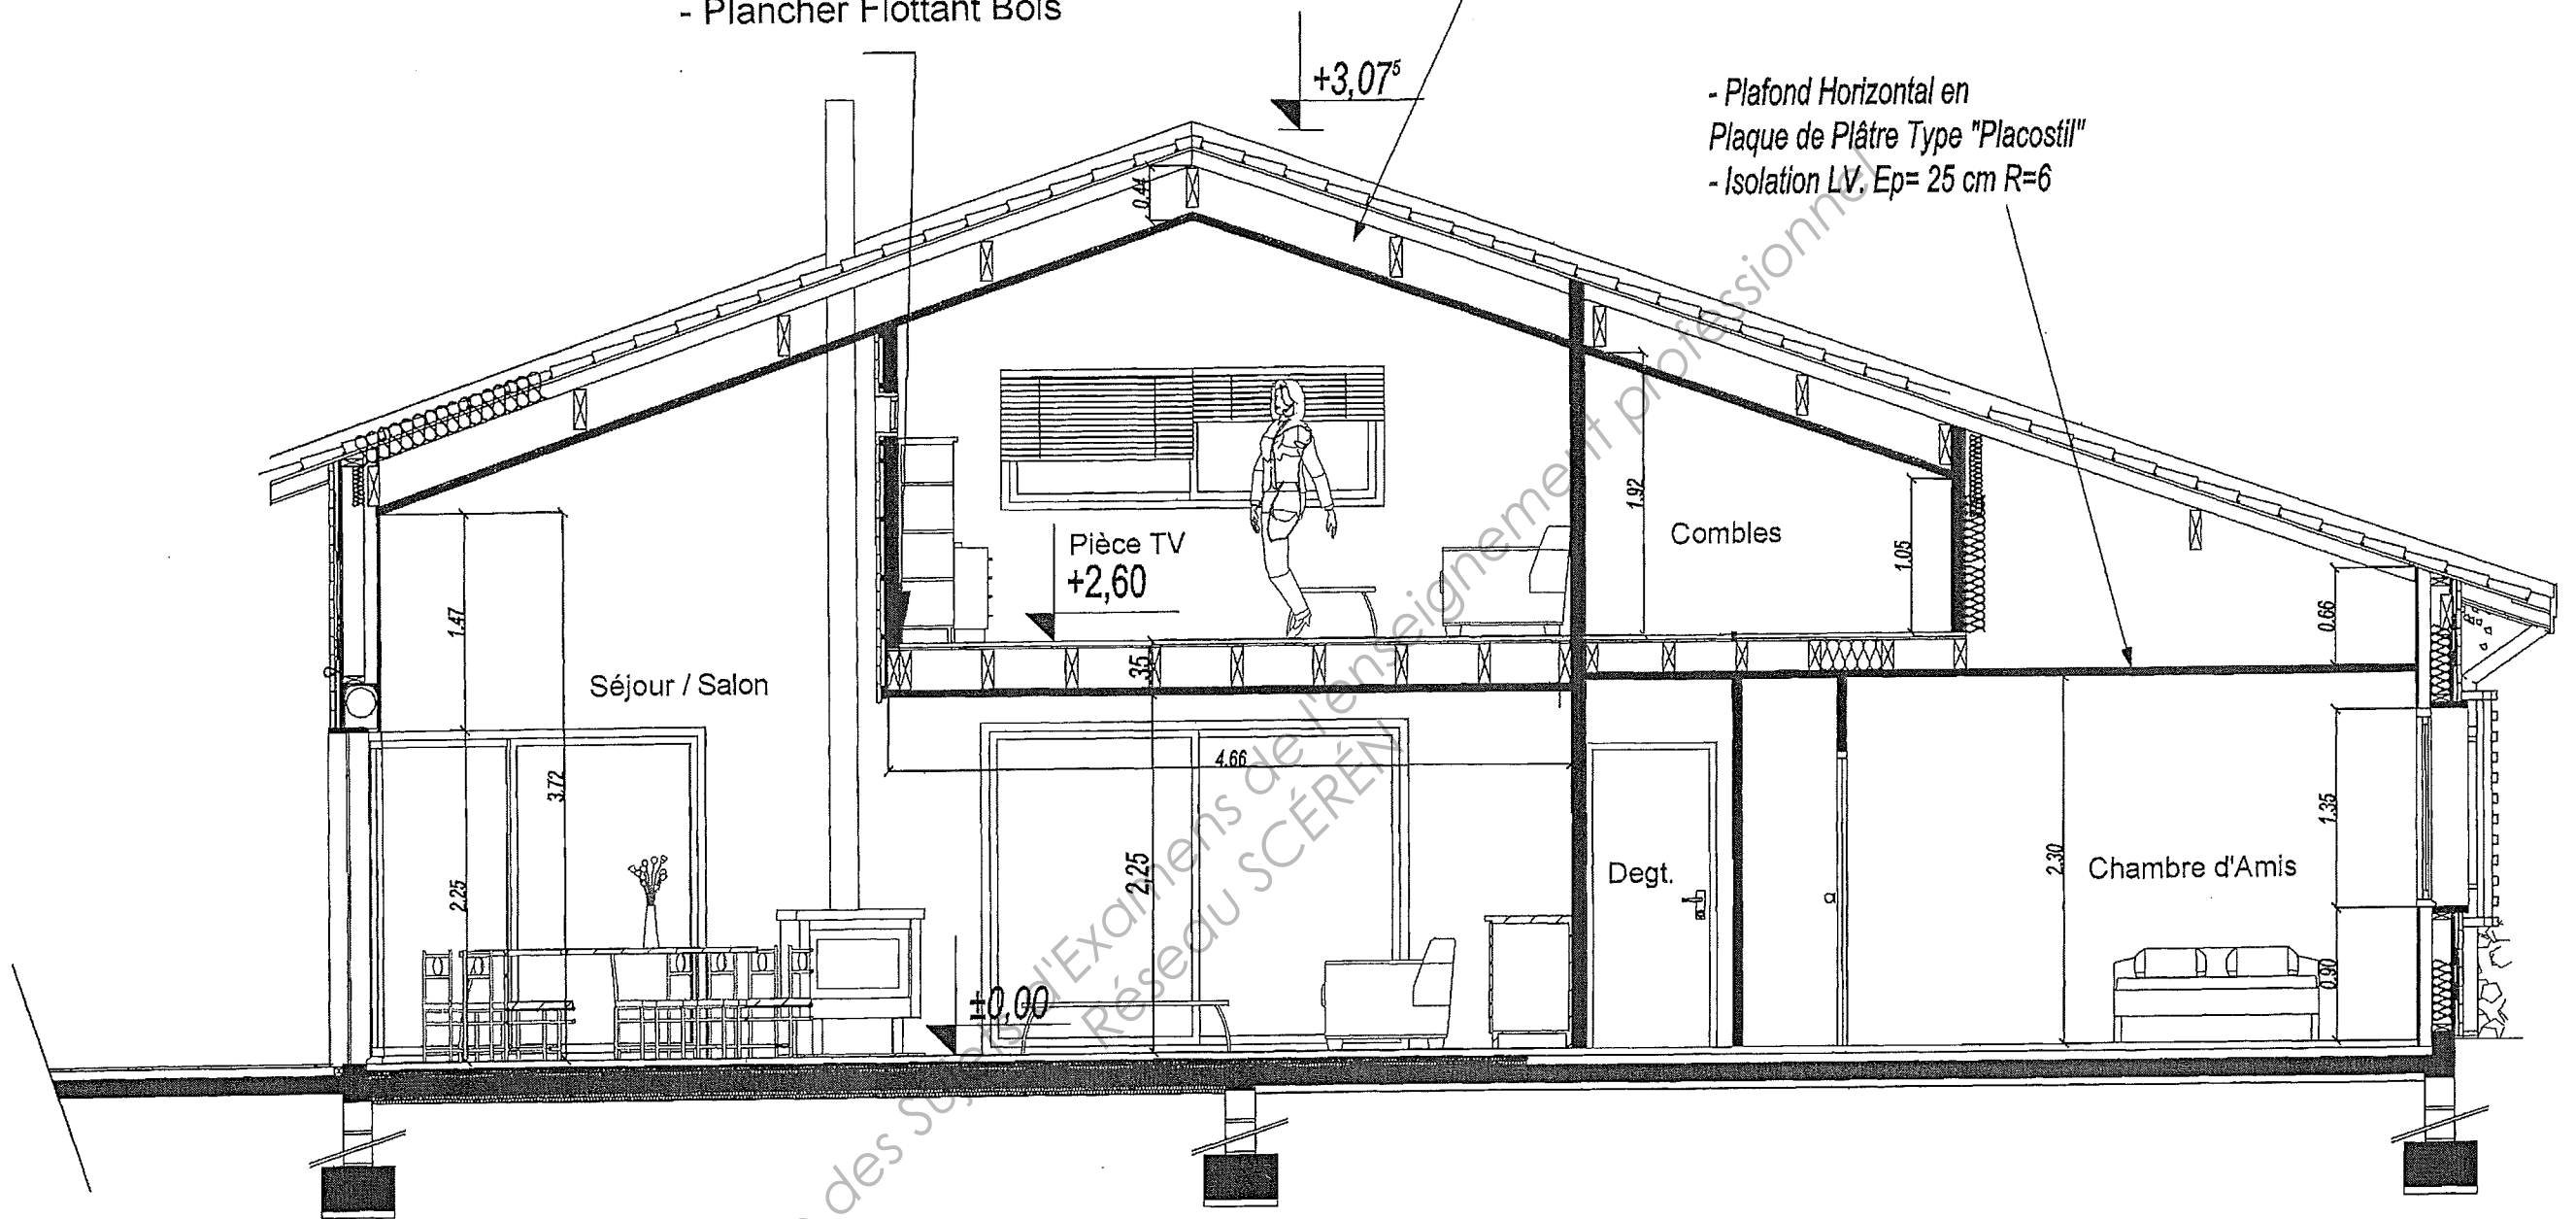 - Plancher Flottant Bois
+3,07⁵
- Plafond Horizontal en
Plaque de Plâtre Type "Placostil"
- Isolation LV. Ep= 25 cm R=6
0.44
1.92
Combles
1.05
Pièce TV
+2,60
0.66
1.47
Séjour / Salon
.35
4.66
3.72
1.35
2.25
2,25
Degt.
2.30
Chambre d'Amis
0.90
±0,00
des Sujets d'Examens de l'enseignement professionnel
Réseau SCÉRÉN